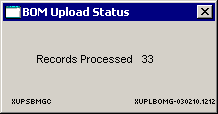 BOM Upload Status
Records Processed 33
XUPSBMGC XUPLBOMG-030210.1212